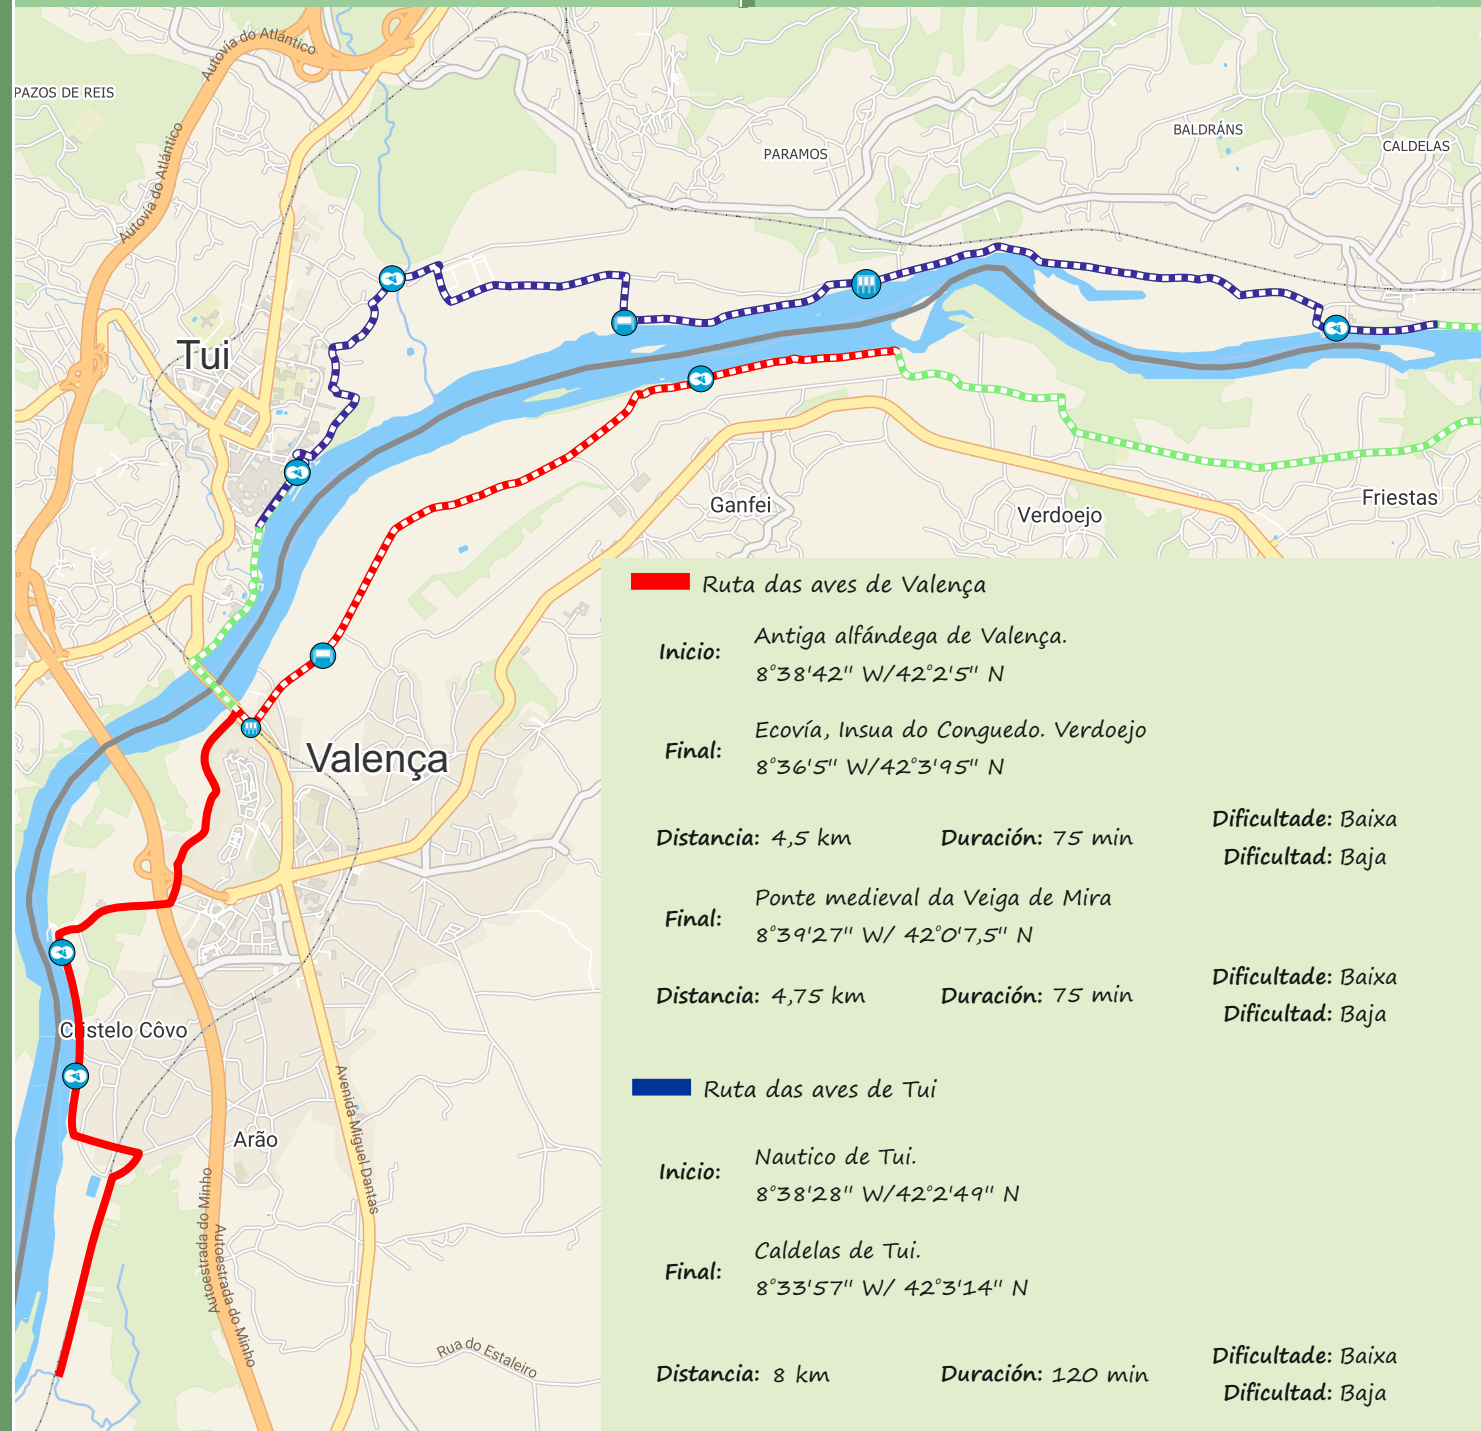 Autovía do Atlántico
PAZOS DE REIS
Autovía do Atlántico
BALDRÁNS
CALDELAS
PARAMOS
Tui
Ganfei
Verdoejo
Friestas
Valença
Cristelo Côvo
Arão
Avenida Miguel Dantas
Autoestrada do Minho
Autoestrada do Minho
Rua do Estaleiro
Ruta das aves de Valença
Inicio:
Antiga alfándega de Valença.
8°38'42" W/42°2'5" N
Final:
Ecovía, Insua do Conguedo. Verdoejo
8°36'5" W/42°3'95" N
Distancia: 4,5 km Duración: 75 min
Dificultade: Baixa
Dificultad: Baja
Final:
Ponte medieval da Veiga de Mira
8°39'27" W/ 42°0'7,5" N
Distancia: 4,75 km Duración: 75 min
Dificultade: Baixa
Dificultad: Baja
Ruta das aves de Tui
Inicio:
Nautico de Tui.
8°38'28" W/42°2'49" N
Final:
Caldelas de Tui.
8°33'57" W/ 42°3'14" N
Distancia: 8 km Duración: 120 min
Dificultade: Baixa
Dificultad: Baja